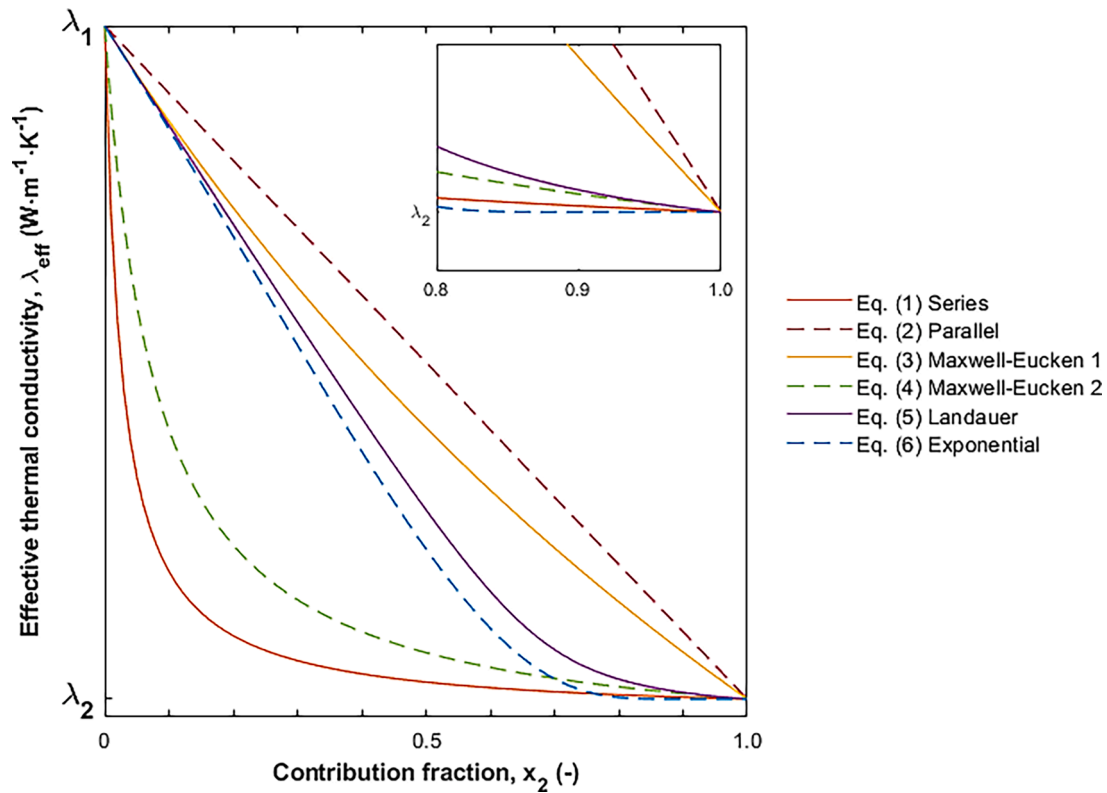 λ1
Effective thermal conductivity, λeff (W·m-1·K-1)
λ2
0
0.5
1.0
Contribution fraction, x2 (-)
λ2
0.8
0.9
1.0
Eq. (1) Series
Eq. (2) Parallel
Eq. (3) Maxwell-Eucken 1
Eq. (4) Maxwell-Eucken 2
Eq. (5) Landauer
Eq. (6) Exponential